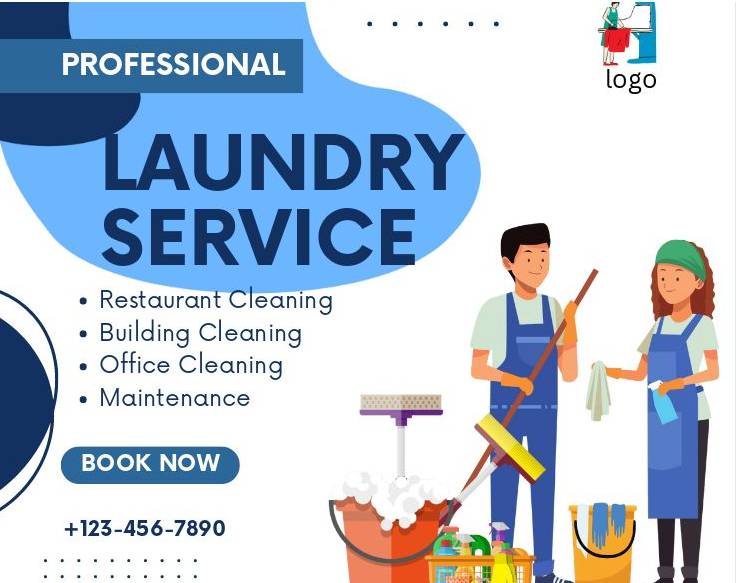 PROFESSIONAL
logo
LAUNDRY
SERVICE
• Restaurant Cleaning
• Building Cleaning
• Office Cleaning
• Maintenance
BOOK NOW
+123-456-7890